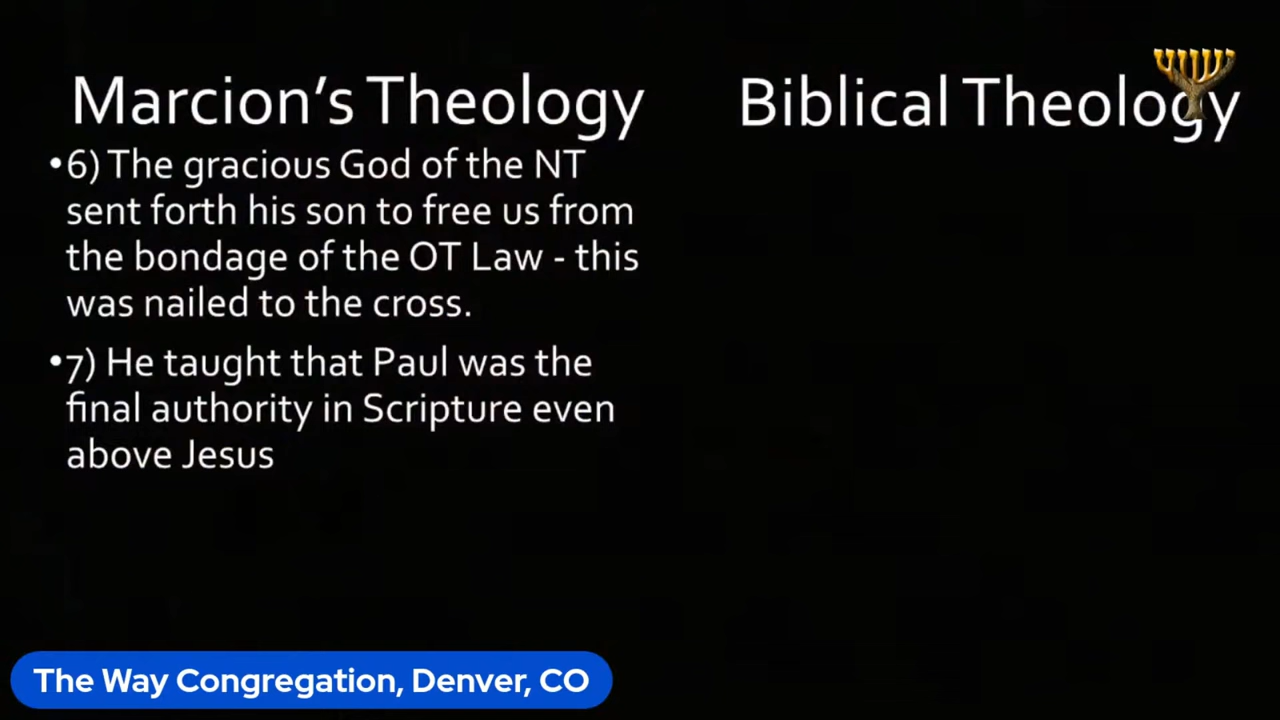 Marcion's Theology
Biblical Theology
•6) The gracious God of the NT
sent forth his son to free us from
the bondage of the OT Law - this
was nailed to the cross.
•7) He taught that Paul was the
final authority in Scripture even
above Jesus
The Way Congregation, Denver, CO